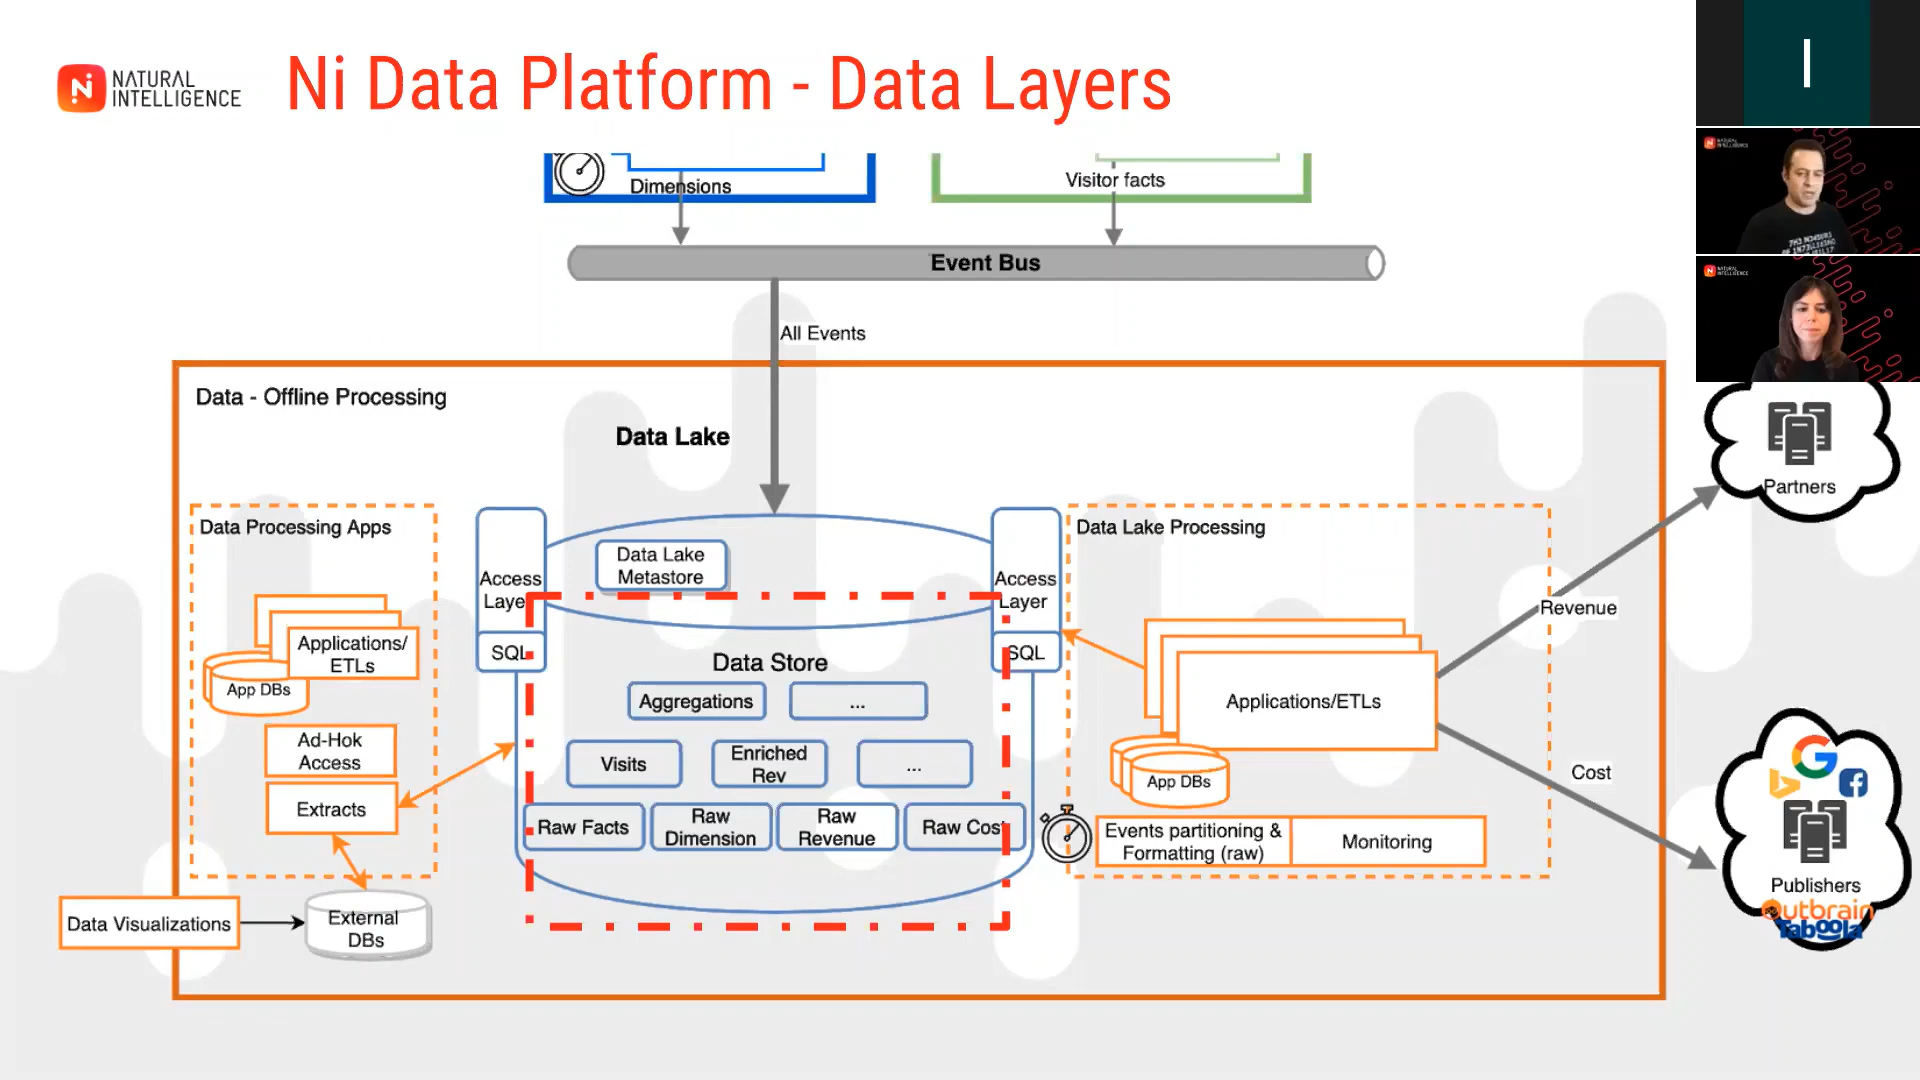 NATURAL
INTELLIGENCE
Ni Data Platform - Data Layers
Dimensions
Visitor facts
Event Bus
All Events
Data - Offline Processing
Data Lake
Partners
Data Processing Apps
Data Lake Processing
Data Lake
Metastore
Access
Laye
SQL
Access
Layer
SQL
Applications/
ETLs
App DBs
Revenue
Data Store
Aggregations
...
Applications/ETLs
Ad-Hok
Access
Visits
Enriched
Rev
...
App DBs
Cost
Extracts
Raw Facts
Raw
Dimension
Raw
Revenue
Raw Cost
Events partitioning &
Formatting (raw)
Monitoring
Data Visualizations
External
DBs
Publishers
Outbrain
Taboola